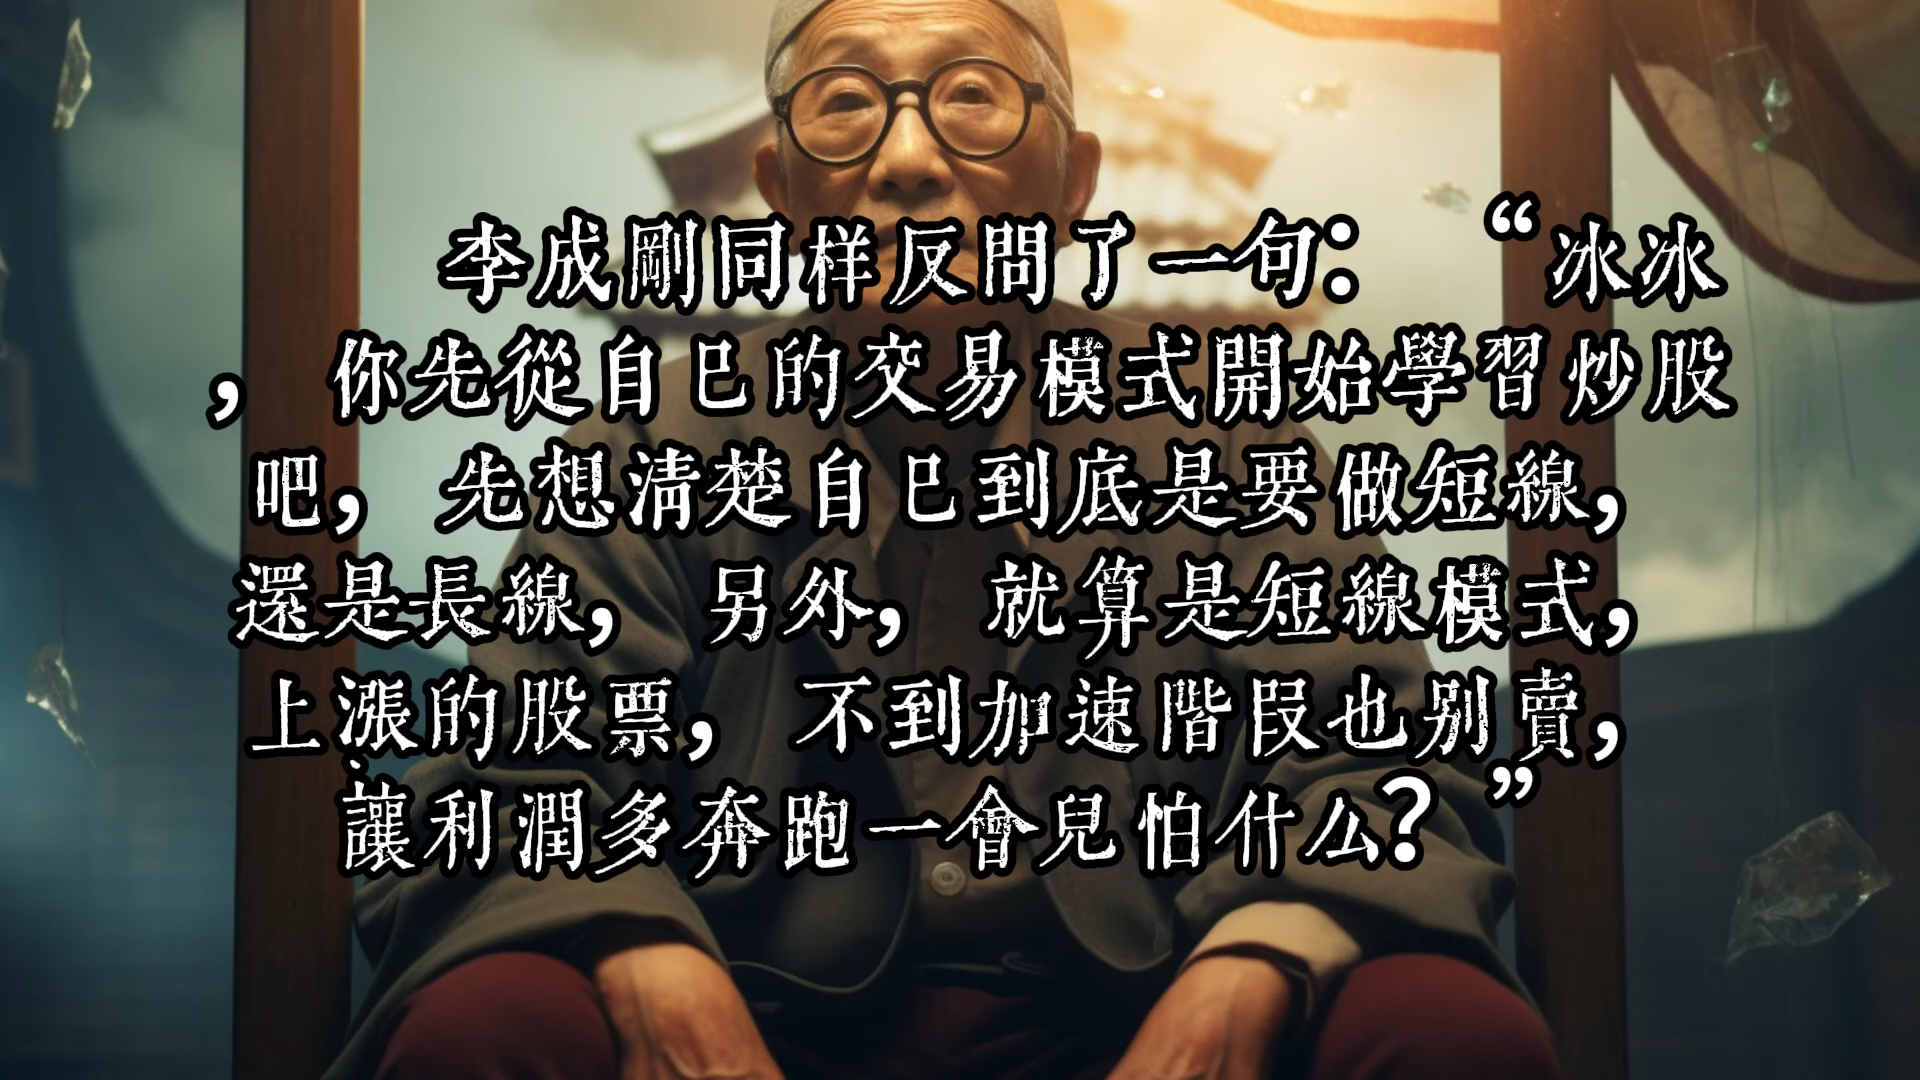 李成剛同样反問了一句：“冰冰
，你先從自已的交易模式開始學習炒股
吧，先想清楚自已到底是要做短線，
還是長線，另外，就算是短線模式，
上漲的股票，不到加速階段也别賣，
讓利潤多奔跑一會兒怕什么？”